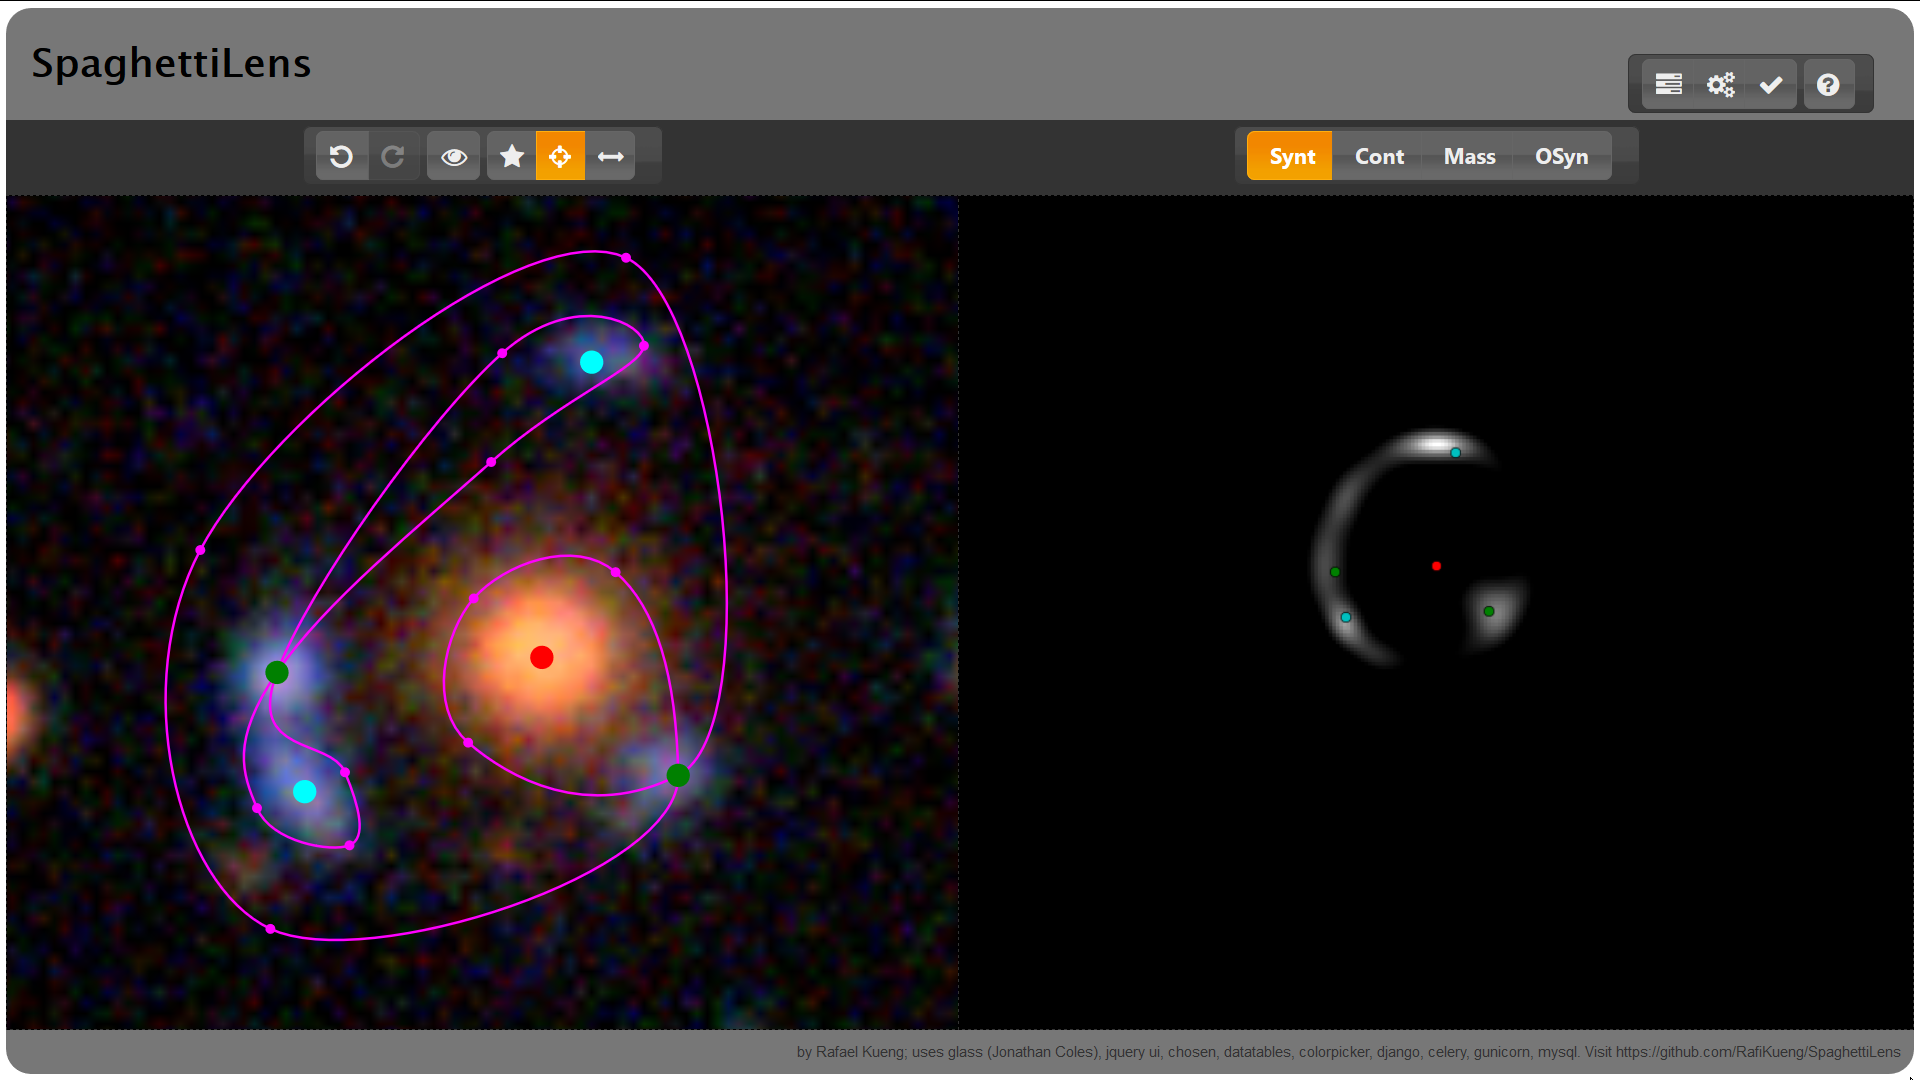 SpaghettiLens
Synt Cont Mass OSyn
by Rafael Kueng; uses glass (Jonathan Coles), jquery ui, chosen, datatables, colorpicker, django, celery, gunicorn, mysql. Visit https://github.com/RafiKueng/SpaghettiLens